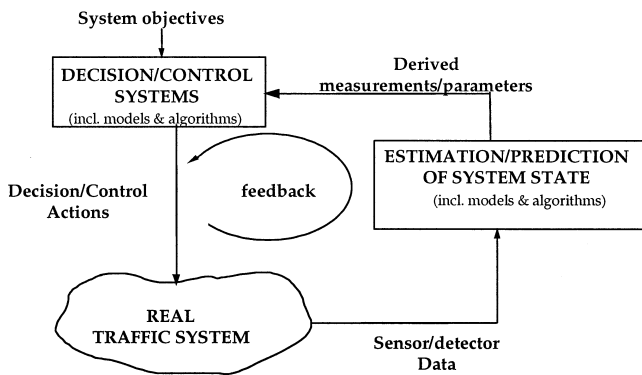 System objectives
DECISION/CONTROL
SYSTEMS
(incl. models & algorithms)
Derived
measurements/parameters
ESTIMATION/PREDICTION
OF SYSTEM STATE
(incl. models & algorithms)
Decision/Control
Actions
feedback
REAL
TRAFFIC SYSTEM
Sensor/detector
Data